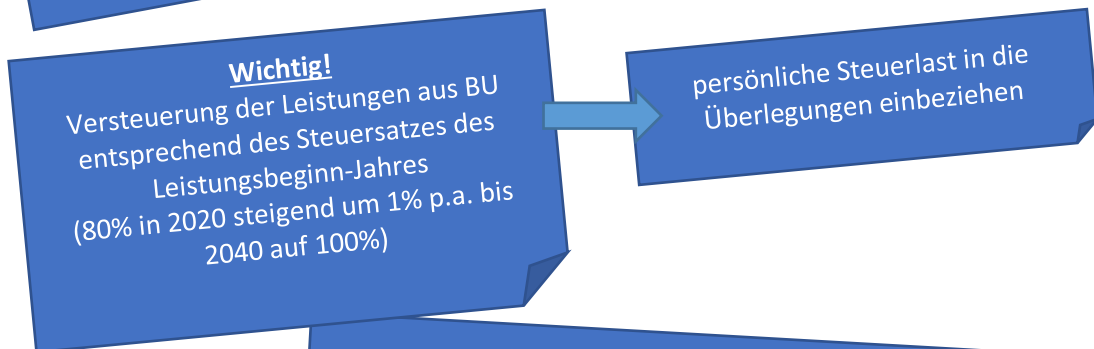 Wichtig!
Versteuerung der Leistungen aus BU
entsprechend des Steuersatzes des
Leistungsbeginn-Jahres
(80% in 2020 steigend um 1% p.a. bis
2040 auf 100%)
persönliche Steuerlast in die
Überlegungen einbeziehen